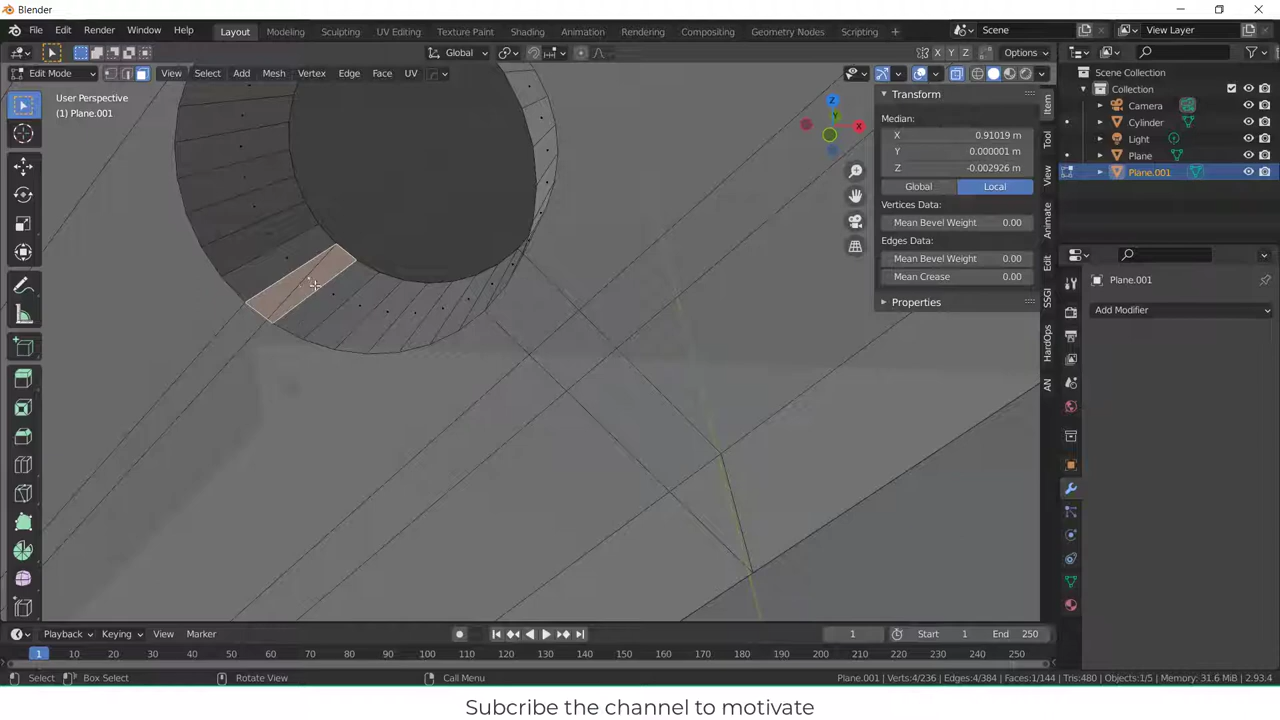 Blender
File Edit Render Window Help Layout Modeling Sculpting UV Editing Texture Paint Shading Animation Rendering Compositing Geometry Nodes Scripting + Scene View Layer
Global X Y Z Options
Edit Mode View Select Add Mesh Vertex Edge Face UV
User Perspective
(1) Plane.001
Z
Y
X
Transform
Median:
X 0.91019 m
Y 0.000001 m
Z -0.002926 m
Global Local
Vertices Data:
Mean Bevel Weight 0.00
Edges Data:
Mean Bevel Weight 0.00
Mean Crease 0.00
Properties
Item
Tool
View
Animate
Edit
SSGI
HardOps
AN
Scene Collection
Collection
Camera
Cylinder
Light
Plane
Plane.001
Plane.001
Add Modifier
Playback Keying View Marker 1 Start 1 End 250
1 10 20 30 40 50 60 70 80 90 100 110 120 130 140 150 160 170 180 190 200 210 220 230 240 250
Select Box Select Rotate View Call Menu Plane.001 | Verts:4/236 | Edges:4/384 | Faces:1/144 | Tris:480 | Objects:1/5 | Memory: 31.6 MiB | 2.93.4
Subcribe the channel to motivate